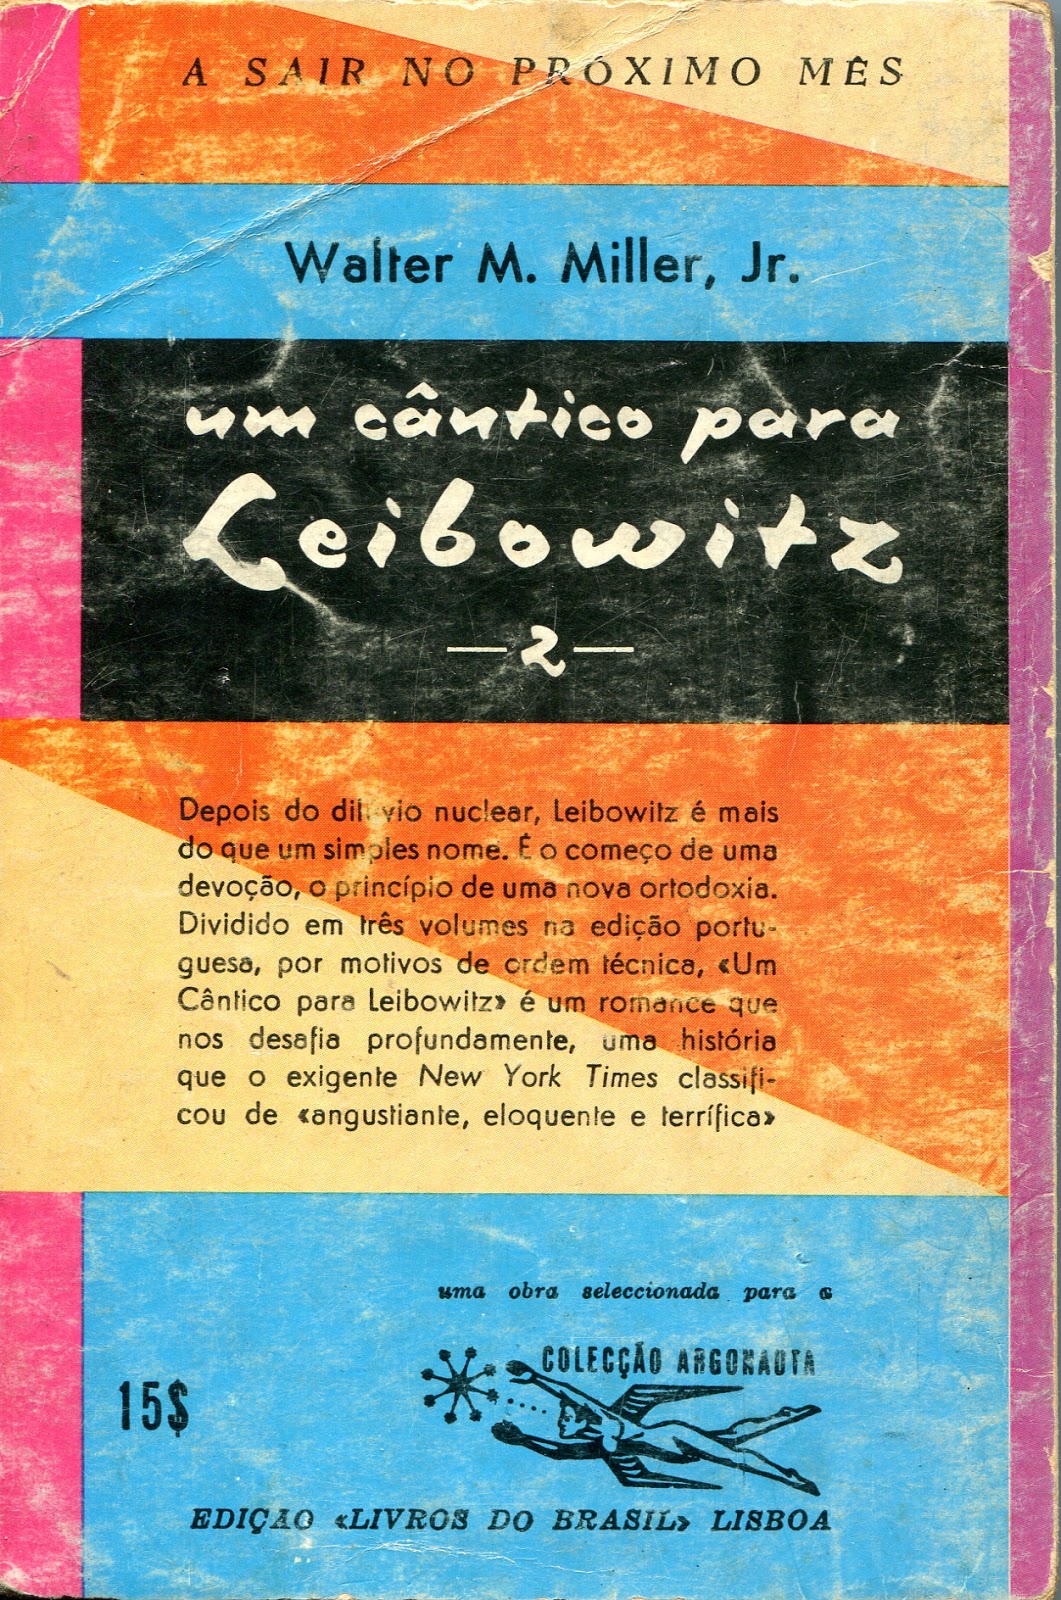 A SAIR NO PRÓXIMO MÊS
Walter M. Miller, Jr.
um cântico para
Leibowitz
—2—
Depois do dilúvio nuclear, Leibowitz é mais
do que um simples nome. É o começo de uma
devoção, o princípio de uma nova ortodoxia.
Dividido em três volumes na edição portu-
guesa, por motivos de ordem técnica, «Um
Cântico para Leibowitz» é um romance que
nos desafia profundamente, uma história
que o exigente New York Times classifi-
cou de «angustiante, eloquente e terrífica»
uma obra seleccionada para a
COLECÇÃO ARGONAUTA
15$
EDIÇÃO «LIVROS DO BRASIL» LISBOA